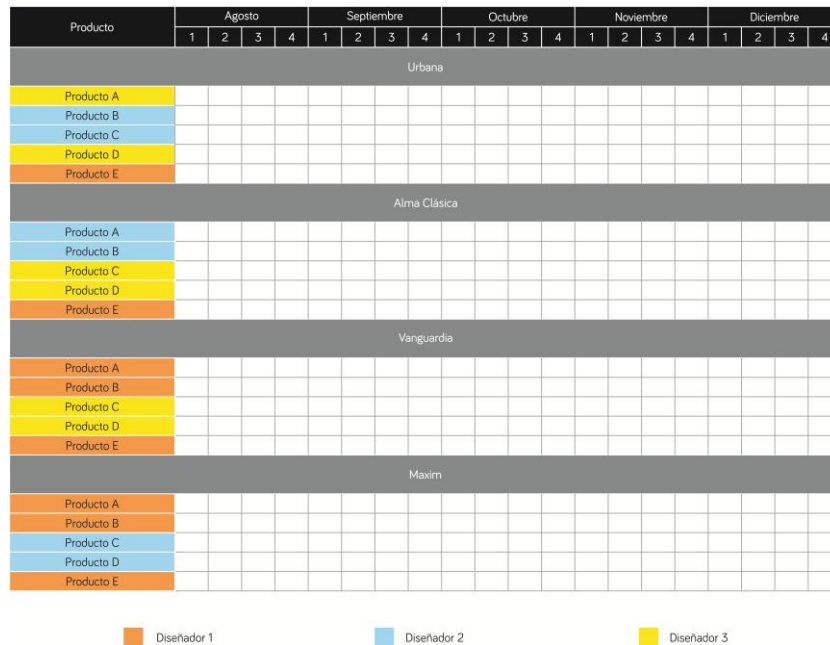 Producto Agosto Septiembre Octubre Noviembre Diciembre
1 2 3 4 1 2 3 4 1 2 3 4 1 2 3 4 1 2 3 4
Urbana
Producto A
Producto B
Producto C
Producto D
Producto E
Alma Clásica
Producto A
Producto B
Producto C
Producto D
Producto E
Vanguardia
Producto A
Producto B
Producto C
Producto D
Producto E
Maxim
Producto A
Producto B
Producto C
Producto D
Producto E
Diseñador 1 Diseñador 2 Diseñador 3